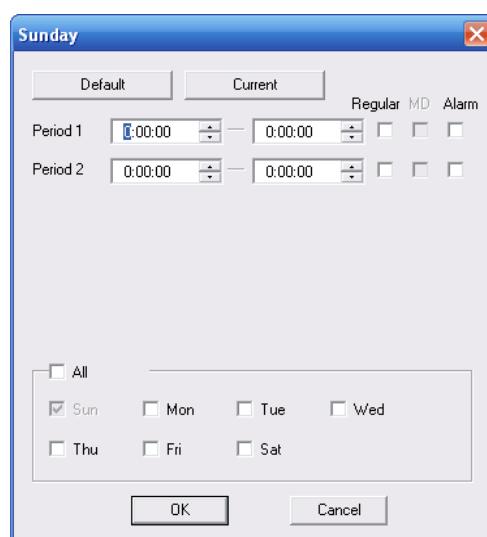 Sunday
Default Current
Regular MD Alarm
Period 1 0:00:00 — 0:00:00
Period 2 0:00:00 — 0:00:00
All
Sun Mon Tue Wed
Thu Fri Sat
OK Cancel